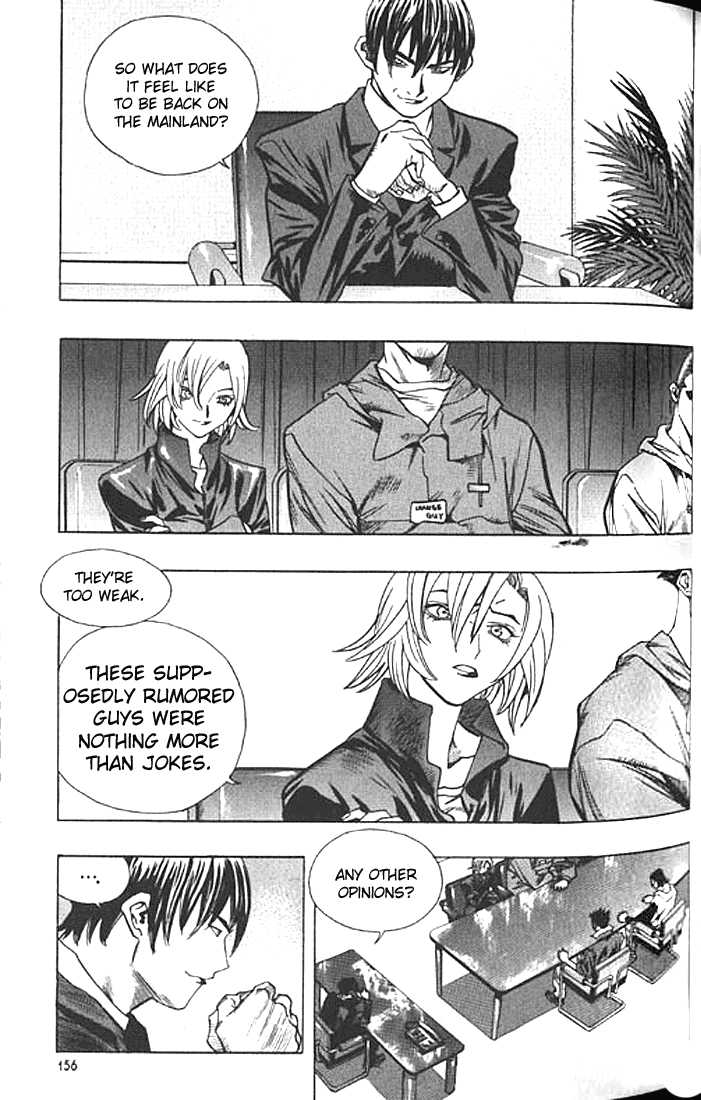 SO WHAT DOES
IT FEEL LIKE
TO BE BACK ON
THE MAINLAND?
GUY
THEY'RE
TOO WEAK.
THESE SUPP-
OSEDLY RUMORED
GUYS WERE
NOTHING MORE
THAN JOKES.
...
ANY OTHER
OPINIONS?
156